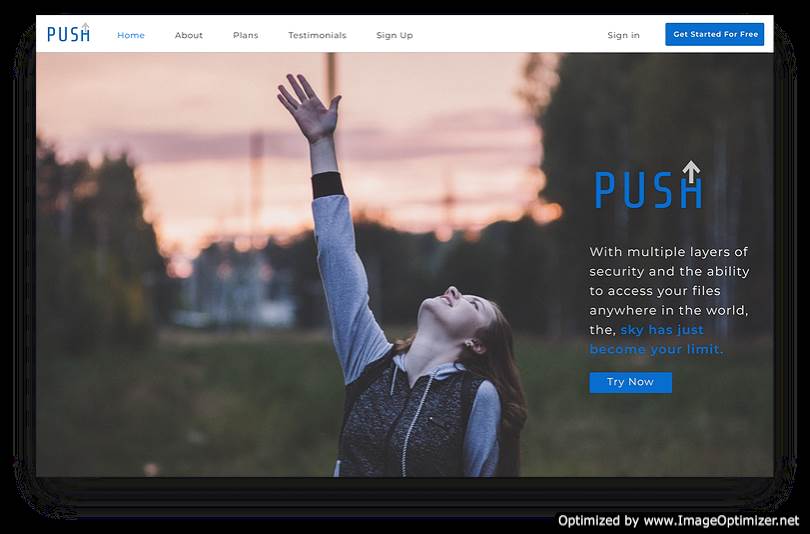 PUSH
Home
About
Plans
Testimonials
Sign Up
Sign in
Get Started For Free
PUSH
With multiple layers of
security and the ability
to access your files
anywhere in the world,
the, sky has just
become your limit.
Try Now
Optimized by www.ImageOptimizer.net